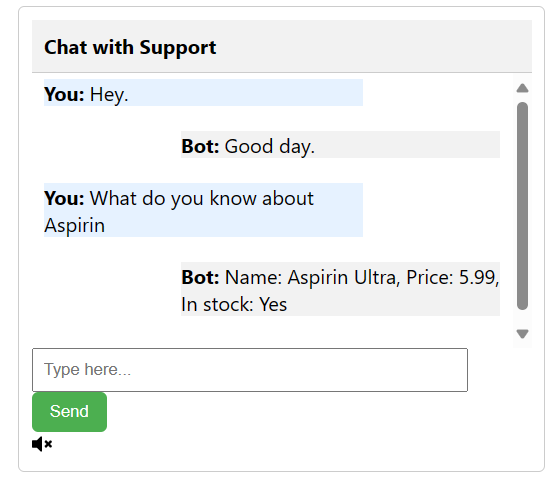 Chat with Support
You: Hey.
Bot: Good day.
You: What do you know about
Aspirin
Bot: Name: Aspirin Ultra, Price: 5.99,
In stock: Yes
Type here...
Send